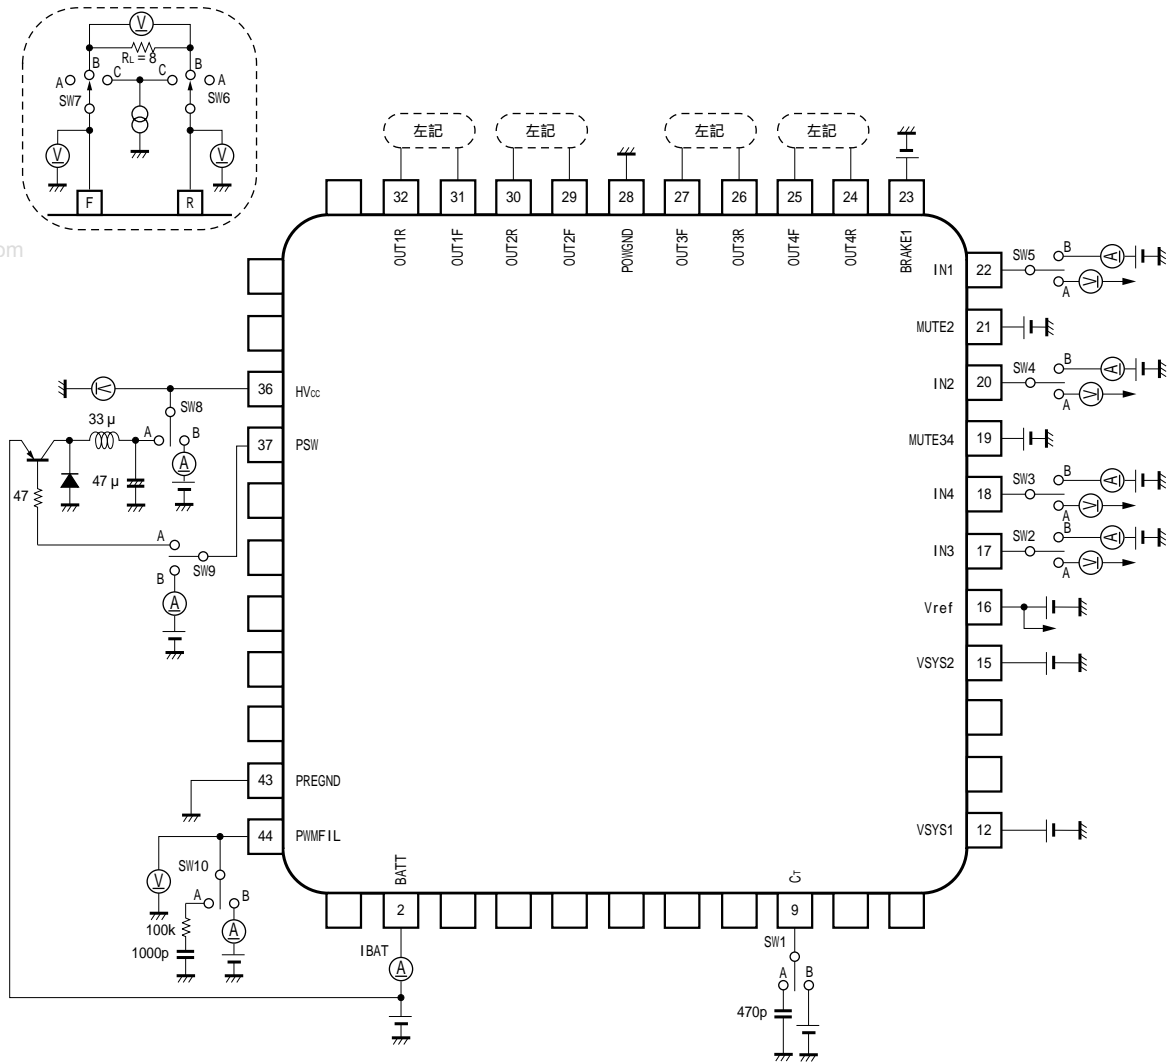 V
RL = 8
A B C C B A
SW7 SW6
V V
F R
om
左記 左記 左記 左記
32 31 30 29 28 27 26 25 24 23
OUT1R OUT1F OUT2R OUT2F POWGND OUT3F OUT3R OUT4F OUT4R BRAKE1
IN1 22 SW5 B A
A V
MUTE2 21
IN2 20 SW4 B A
A V
MUTE34 19
IN4 18 SW3 B A
A V
IN3 17 SW2 B A
A V
Vref 16
VSYS2 15
VSYS1 12
V 36 HVcc
SW8
33 μ A B
37 PSW
A
47 47 μ
A
SW9
B
A
43 PREGND
44 PWMFIL
V SW10
A B
100k A
1000p
BATT
2
IBAT
A
CT
9
SW1
A B
470p